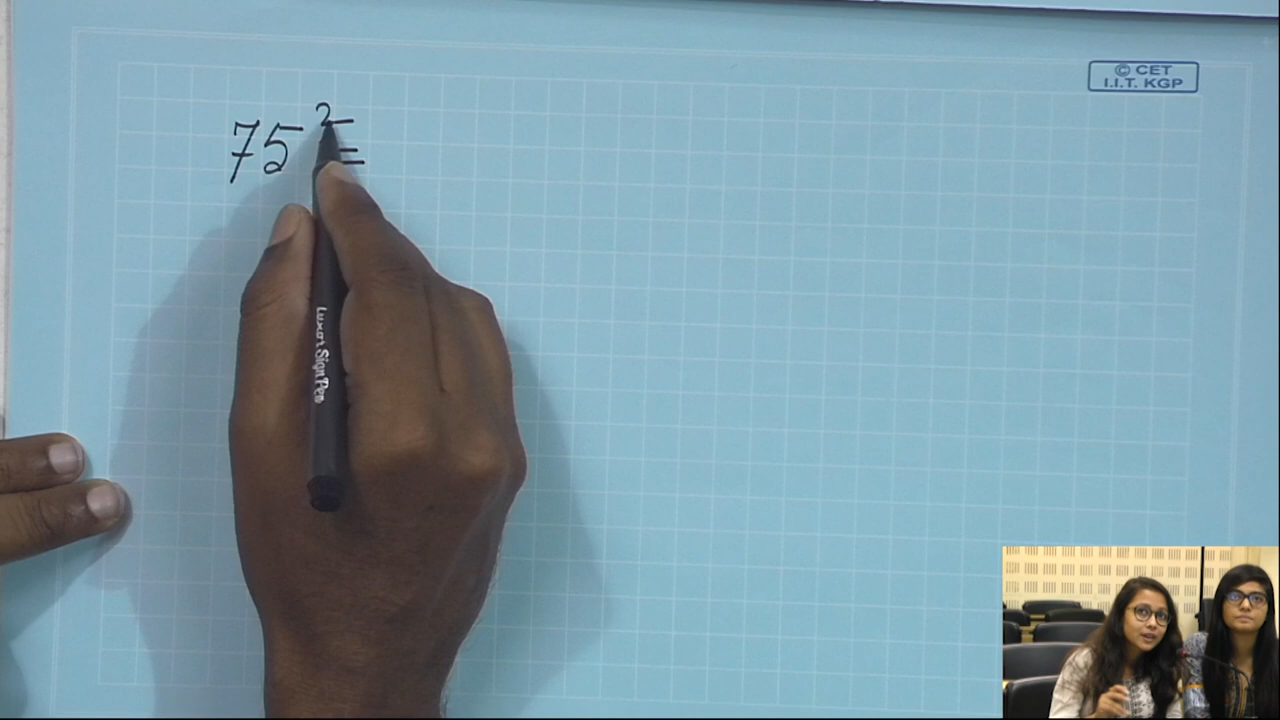 © CET
I.I.T. KGP
75² =
Luxor Sign Pen